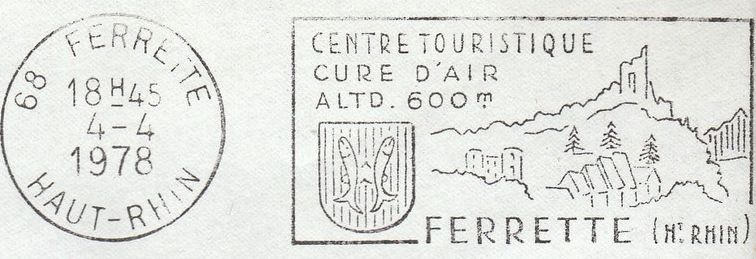 68 FERRETTE
18H45
4-4
1978
HAUT-RHIN
CENTRE TOURISTIQUE
CURE D'AIR
ALTD. 600m
FERRETTE (HT. RHIN)